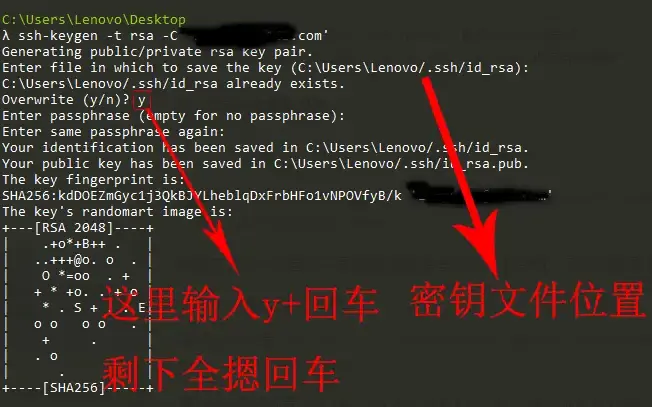 C:\Users\Lenovo\Desktop
λ ssh-keygen -t rsa -C .com'
Generating public/private rsa key pair.
Enter file in which to save the key (C:\Users\Lenovo/.ssh/id_rsa):
C:\Users\Lenovo/.ssh/id_rsa already exists.
Overwrite (y/n)? y
Enter passphrase (empty for no passphrase):
Enter same passphrase again:
Your identification has been saved in C:\Users\Lenovo/.ssh/id_rsa.
Your public key has been saved in C:\Users\Lenovo/.ssh/id_rsa.pub.
The key fingerprint is:
SHA256:kdDOEZmGyc1j3QkBJYLheblqDxFrbHFo1vNPOVfyB/k '
The key's randomart image is:
+---[RSA 2048]----+
| .+o*+B++ . |
| ..+++@o. o . |
| O *=oo . + |
| + * +o. . + o |
| * . S + . . E|
| o o o o . |
| + . |
| . o |
| . |
+----[SHA256]-----+
这里输入y+回车
密钥文件位置
剩下全摁回车